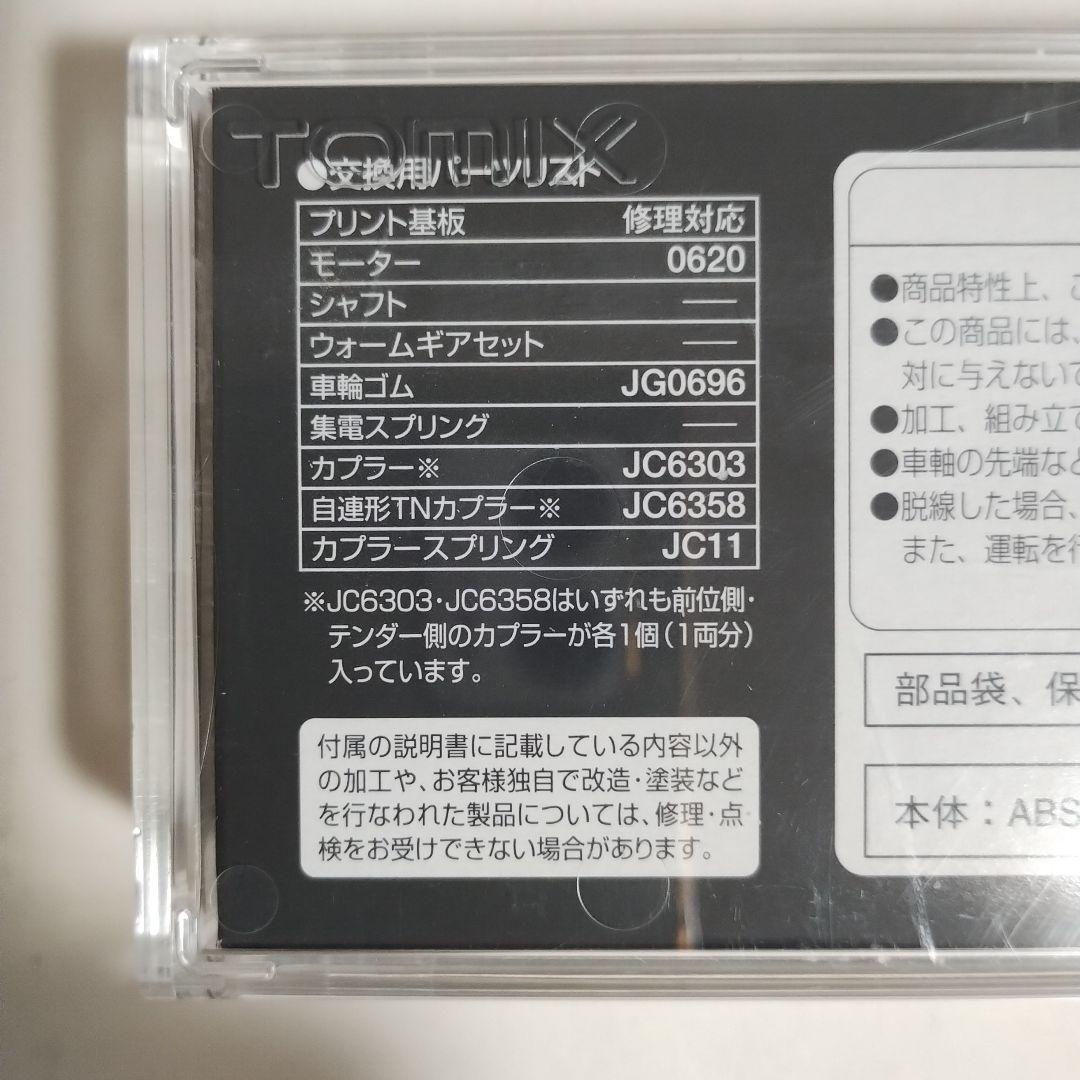 TOMIX
●交換用パーツリスト
プリント基板 修理対応
モーター 0620
シャフト ──
ウォームギアセット ──
車輪ゴム JG0696
集電スプリング ──
カプラー※ JC6303
自連形TNカプラー※ JC6358
カプラースプリング JC11
※JC6303・JC6358はいずれも前位側・
テンダー側のカプラーが各1個(1両分)
入っています。
付属の説明書に記載している内容以外
の加工や、お客様独自で改造・塗装など
を行なわれた製品については、修理・点
検をお受けできない場合があります。
●商品特性上、
●この商品には、
対に与えないで
●加工、組み立て
●車軸の先端など
●脱線した場合、
また、運転を行
部品袋、保
本体：ABS